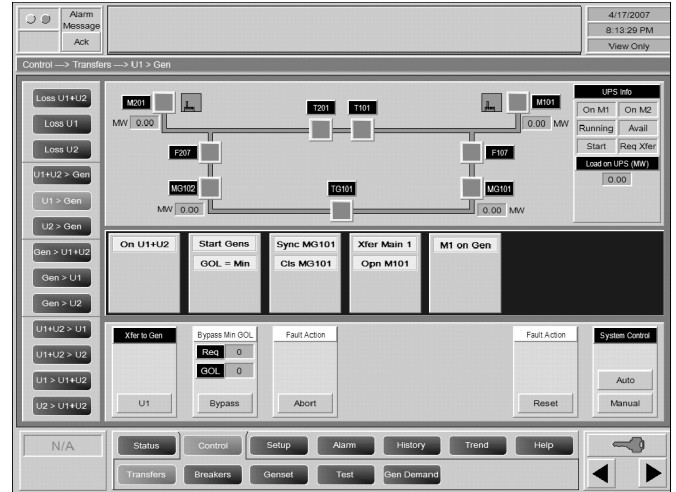 Alarm
Message
Ack
4/17/2007
8:13:29 PM
View Only
Control ---> Transfers ---> U1 > Gen
Loss U1+U2
Loss U1
Loss U2
U1+U2 > Gen
U1 > Gen
U2 > Gen
Gen > U1+U2
Gen > U1
Gen > U2
U1+U2 > U1
U1+U2 > U2
U1 > U1+U2
U2 > U1+U2
M201
T201
T101
M101
MW 0.00
0.00 MW
F207
F107
MG102
TG101
MG101
MW 0.00
0.00 MW
UPS Info
On M1
On M2
Running
Avail
Start
Req Xfer
Load on UPS (MW)
0.00
On U1+U2
Start Gens
GOL = Min
Sync MG101
Cls MG101
Xfer Main 1
Opn M101
M1 on Gen
Xfer to Gen
U1
Bypass Min GOL
Req 0
GOL 0
Bypass
Fault Action
Abort
Fault Action
Reset
System Control
Auto
Manual
N/A
Status
Control
Setup
Alarm
History
Trend
Help
Transfers
Breakers
Genset
Test
Gen Demand